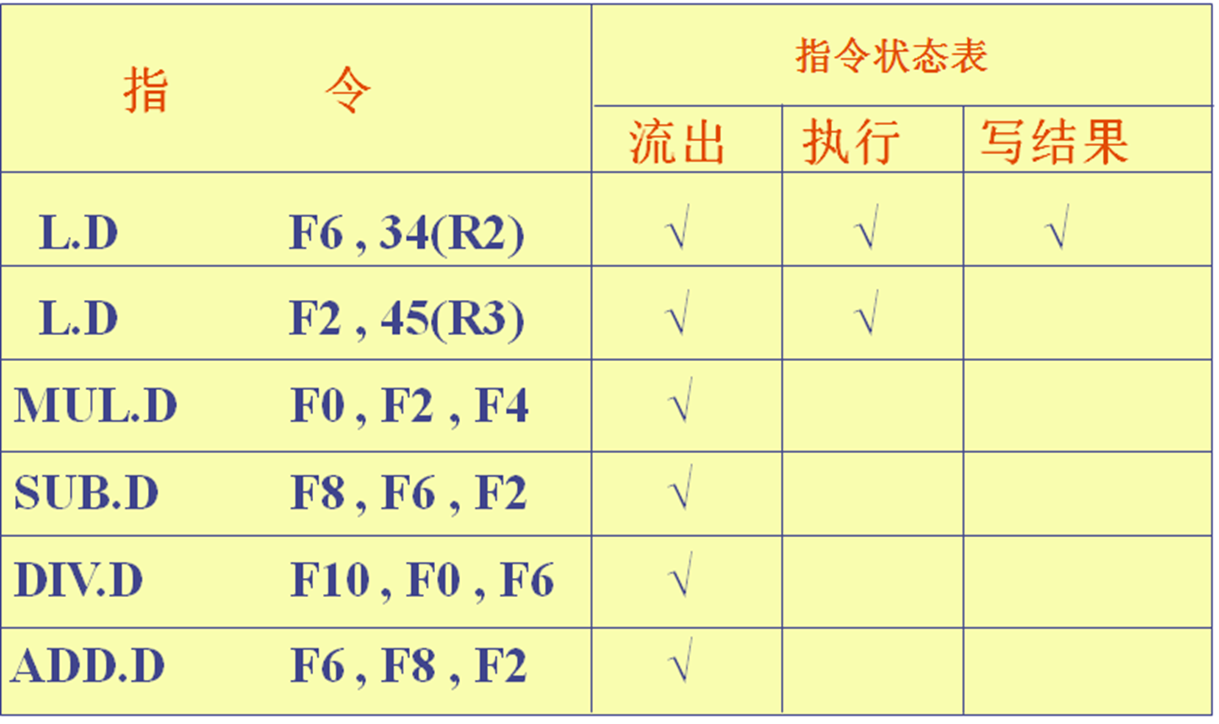 指令 指令状态表
流出 执行 写结果
L.D F6 , 34(R2) √ √ √
L.D F2 , 45(R3) √ √
MUL.D F0 , F2 , F4 √
SUB.D F8 , F6 , F2 √
DIV.D F10 , F0 , F6 √
ADD.D F6 , F8 , F2 √